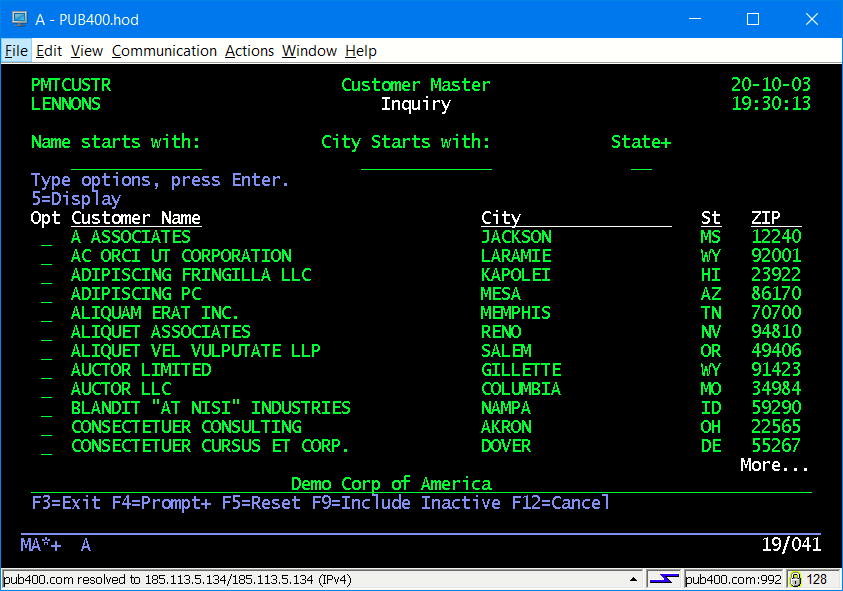 A - PUB400.hod
File Edit View Communication Actions Window Help
PMTCUSTR Customer Master 20-10-03
LENNONS Inquiry 19:30:13
Name starts with: City Starts with: State+
Type options, press Enter.
5=Display
Opt Customer Name City St ZIP
_ A ASSOCIATES JACKSON MS 12240
_ AC ORCI UT CORPORATION LARAMIE WY 92001
_ ADIPISCING FRINGILLA LLC KAPOLEI HI 23922
_ ADIPISCING PC MESA AZ 86170
_ ALIQUAM ERAT INC. MEMPHIS TN 70700
_ ALIQUET ASSOCIATES RENO NV 94810
_ ALIQUET VEL VULPUTATE LLP SALEM OR 49406
_ AUCTOR LIMITED GILLETTE WY 91423
_ AUCTOR LLC COLUMBIA MO 34984
_ BLANDIT "AT NISI" INDUSTRIES NAMPA ID 59290
_ CONSECTETUER CONSULTING AKRON OH 22565
_ CONSECTETUER CURSUS ET CORP. DOVER DE 55267
More...
Demo Corp of America
F3=Exit F4=Prompt+ F5=Reset F9=Include Inactive F12=Cancel
MA*+ A 19/041
pub400.com resolved to 185.113.5.134/185.113.5.134 (IPv4) pub400.com:992 128